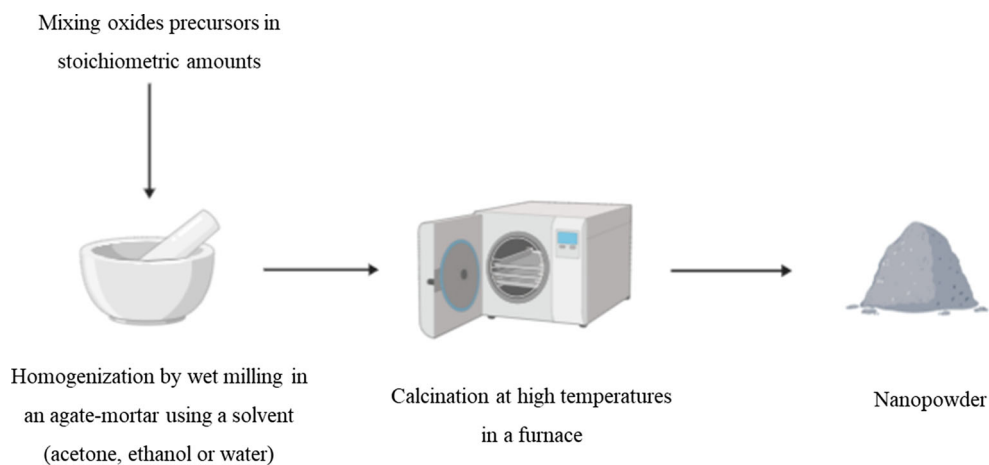 Mixing oxides precursors in
stoichiometric amounts
Homogenization by wet milling in
an agate-mortar using a solvent
(acetone, ethanol or water)
Calcination at high temperatures
in a furnace
Nanopowder